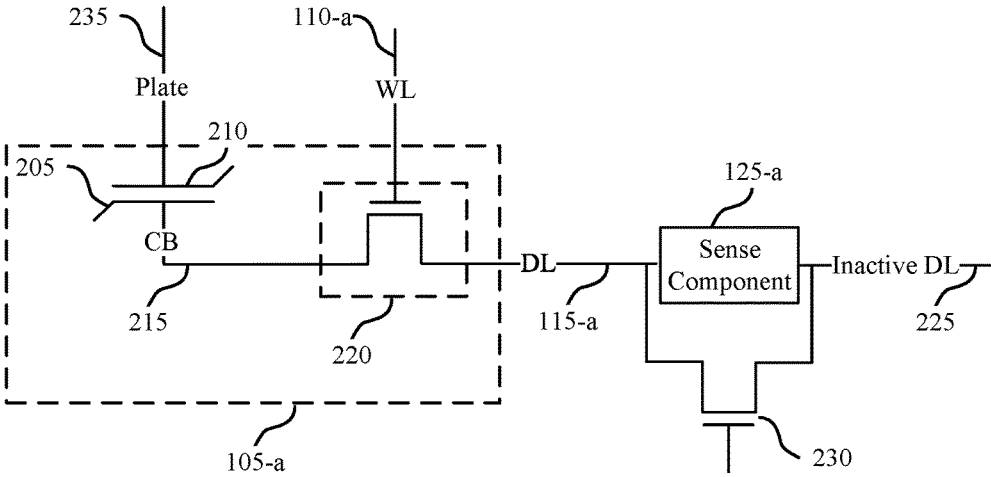 235
110-a
Plate
WL
210
205
125-a
CB
Sense
Component
DL
Inactive DL
215
220
115-a
225
105-a
230